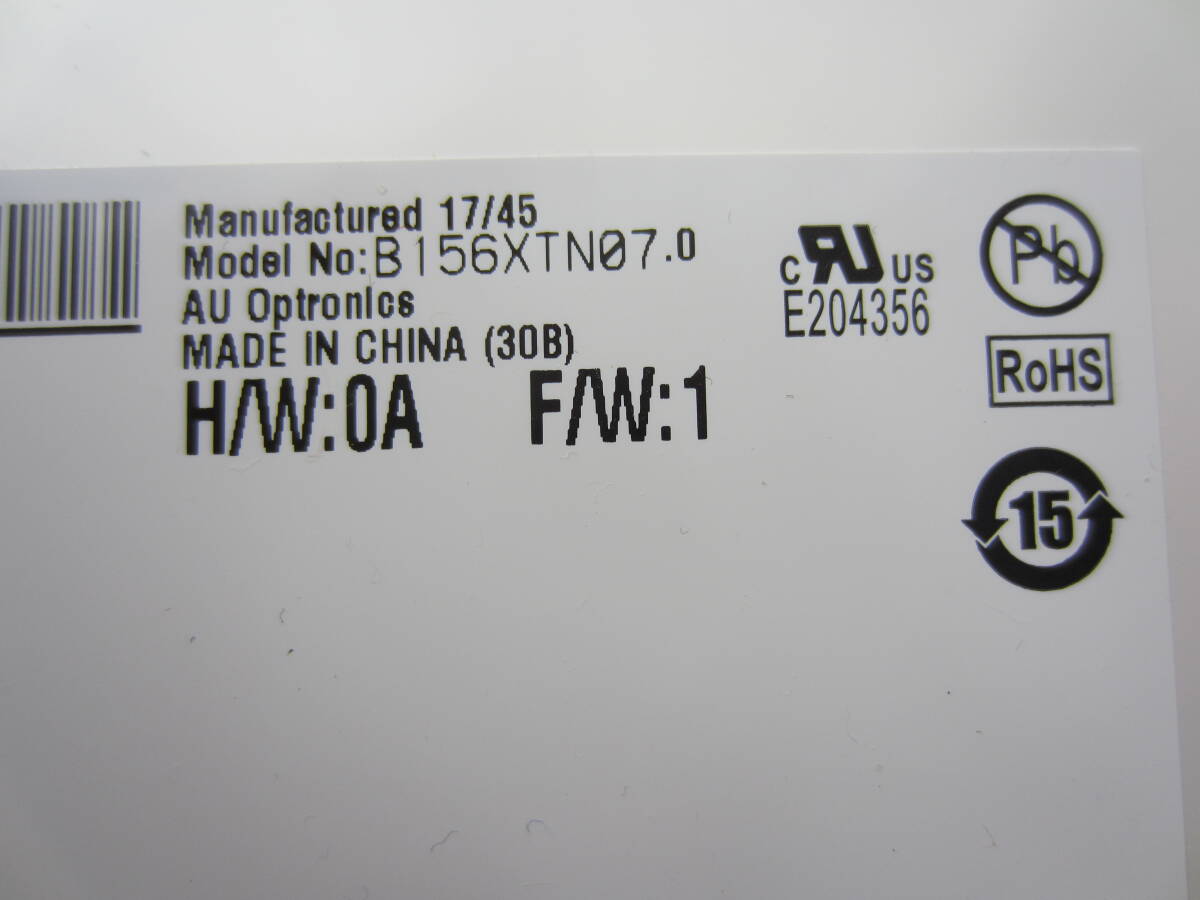 Manufactured 17/45
Model No:B156XTN07.0
AU Optronics
MADE IN CHINA (30B)
H/W:0A F/W:1
c RU US
E204356
Pb
RoHS
15